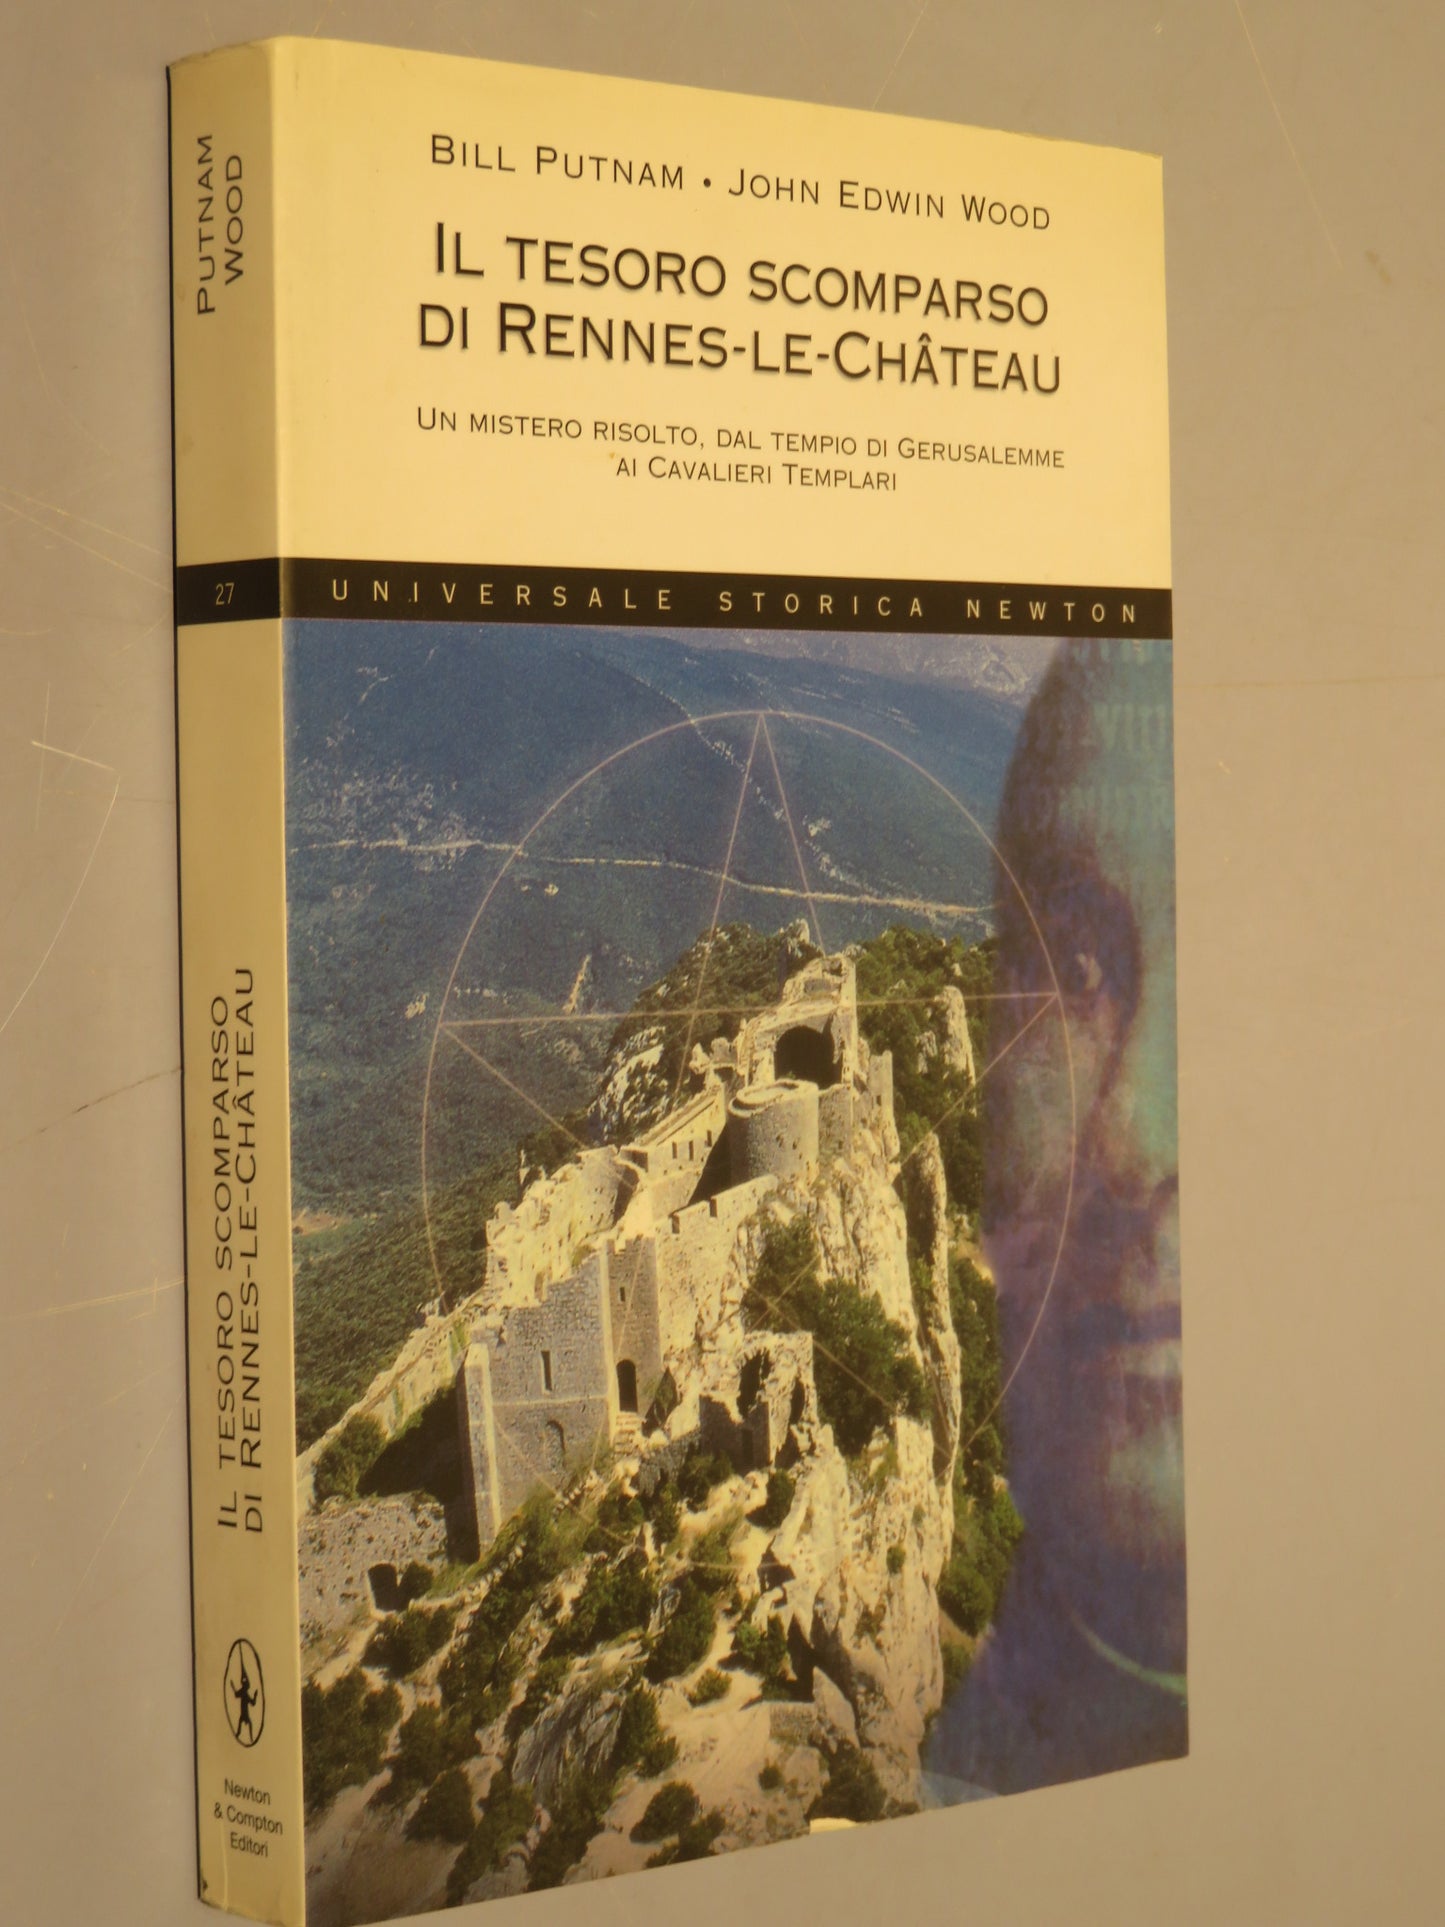 BILL PUTNAM • JOHN EDWIN WOOD
IL TESORO SCOMPARSO
DI RENNES-LE-CHÂTEAU
UN MISTERO RISOLTO, DAL TEMPIO DI GERUSALEMME
AI CAVALIERI TEMPLARI
UNIVERSALE STORICA NEWTON
PUTNAM
WOOD
27
IL TESORO SCOMPARSO
DI RENNES-LE-CHÂTEAU
Newton
& Compton
Editori